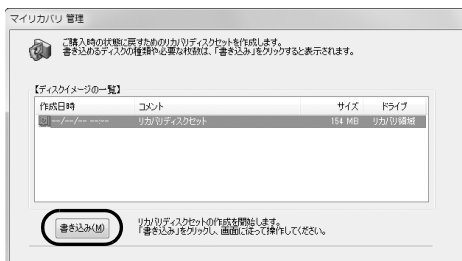 マイリカバリ 管理
ご購入時の状態に戻すためのリカバリディスクセットを作成します。
書き込めるディスクの種類や必要な枚数は、「書き込み」をクリックすると表示されます。
【ディスクイメージの一覧】
作成日時 コメント サイズ ドライブ
--/--/-- --:-- リカバリディスクセット 154 MB リカバリ領域
書き込み(M)
リカバリディスクセットの作成を開始します。
「書き込み」をクリックし、画面に従って操作してください。